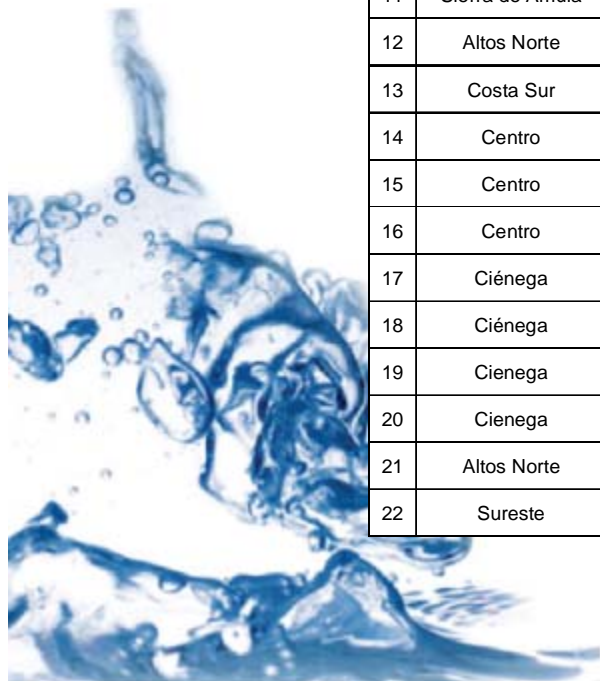 12 Altos Norte
13 Costa Sur
14 Centro
15 Centro
16 Centro
17 Ciénega
18 Ciénega
19 Cienega
20 Cienega
21 Altos Norte
22 Sureste